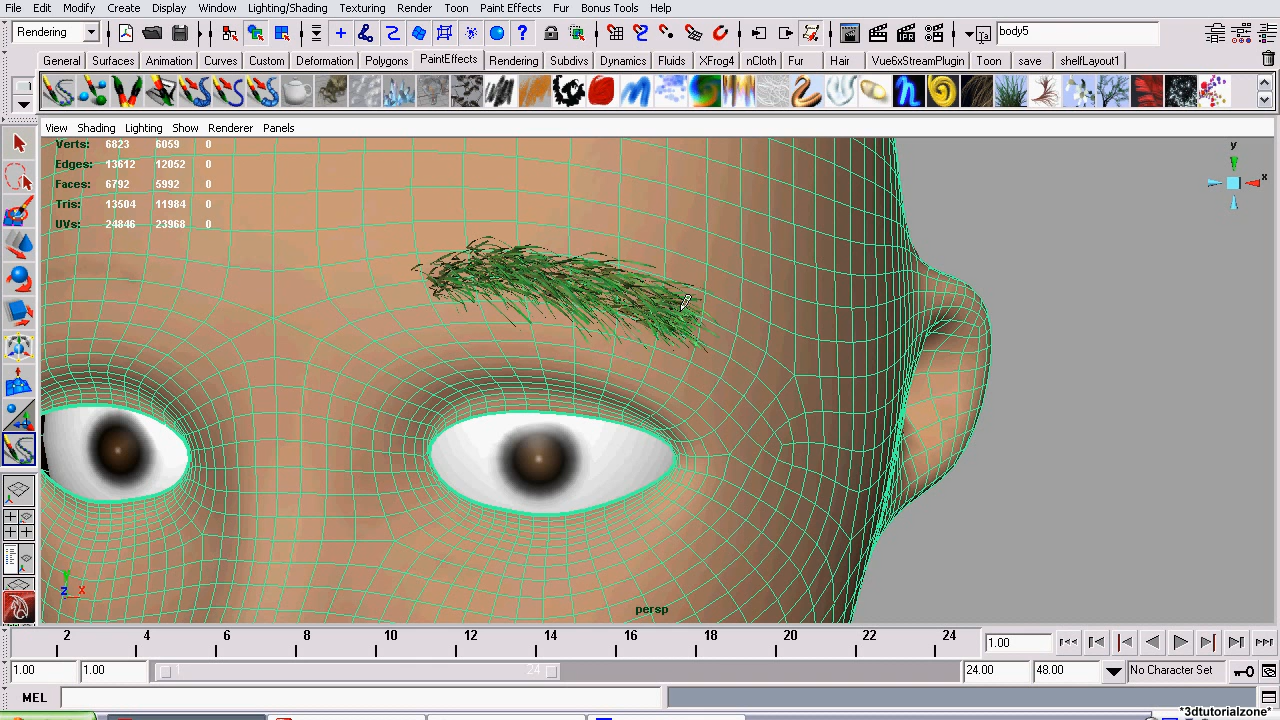 File Edit Modify Create Display Window Lighting/Shading Texturing Render Toon Paint Effects Fur Bonus Tools Help
Rendering
body5
General Surfaces Animation Curves Custom Deformation Polygons PaintEffects Rendering Subdivs Dynamics Fluids XFrog4 nCloth Fur Hair Vue6xStreamPlugin Toon save shelfLayout1
View Shading Lighting Show Renderer Panels
Verts: 6823 6059 0
Edges: 13612 12052 0
Faces: 6792 5992 0
Tris: 13504 11984 0
UVs: 24846 23968 0
y
x
y
z x
persp
2 4 6 8 10 12 14 16 18 20 22 24
1.00
1.00 1.00 1 24 24.00 48.00 No Character Set
MEL
*3dtutorialzone*